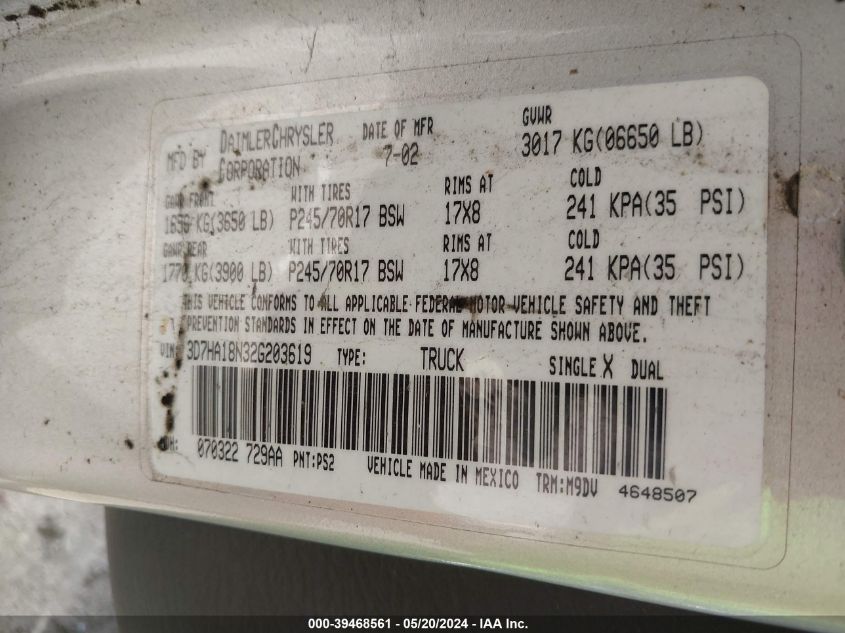 MFD BY DAIMLERCHRYSLER CORPORATION DATE OF MFR 7-02 GVWR 3017 KG(06650 LB)
GAWR FRONT WITH TIRES RIMS AT COLD
1656 KG(3650 LB) P245/70R17 BSW 17X8 241 KPA(35 PSI)
GAWR REAR WITH TIRES RIMS AT COLD
1770 KG(3900 LB) P245/70R17 BSW 17X8 241 KPA(35 PSI)
THIS VEHICLE CONFORMS TO ALL APPLICABLE FEDERAL MOTOR VEHICLE SAFETY AND THEFT
PREVENTION STANDARDS IN EFFECT ON THE DATE OF MANUFACTURE SHOWN ABOVE.
VIN: 3D7HA18N32G203619 TYPE: TRUCK SINGLE X DUAL
070322 729AA PNT:PS2 VEHICLE MADE IN MEXICO TRM:M9DV 4648507
000-39468561 - 05/20/2024 - IAA Inc.